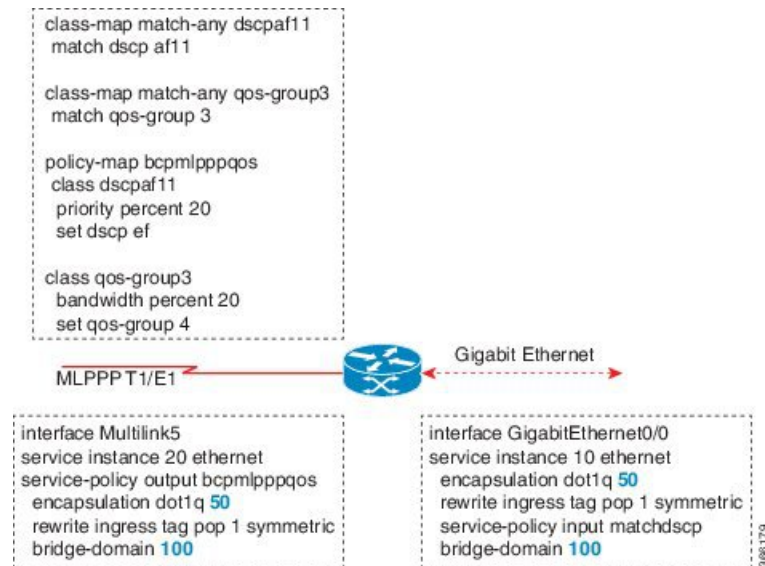 class-map match-any dscpaf11
match dscp af11
class-map match-any qos-group3
match qos-group 3
policy-map bcpmlpppqos
class dscpaf11
priority percent 20
set dscp ef
class qos-group3
bandwidth percent 20
set qos-group 4
MLPPP T1/E1
Gigabit Ethernet
interface Multilink5
service instance 20 ethernet
service-policy output bcpmlpppqos
encapsulation dot1q 50
rewrite ingress tag pop 1 symmetric
bridge-domain 100
interface GigabitEthernet0/0
service instance 10 ethernet
encapsulation dot1q 50
rewrite ingress tag pop 1 symmetric
service-policy input matchdscp
bridge-domain 100